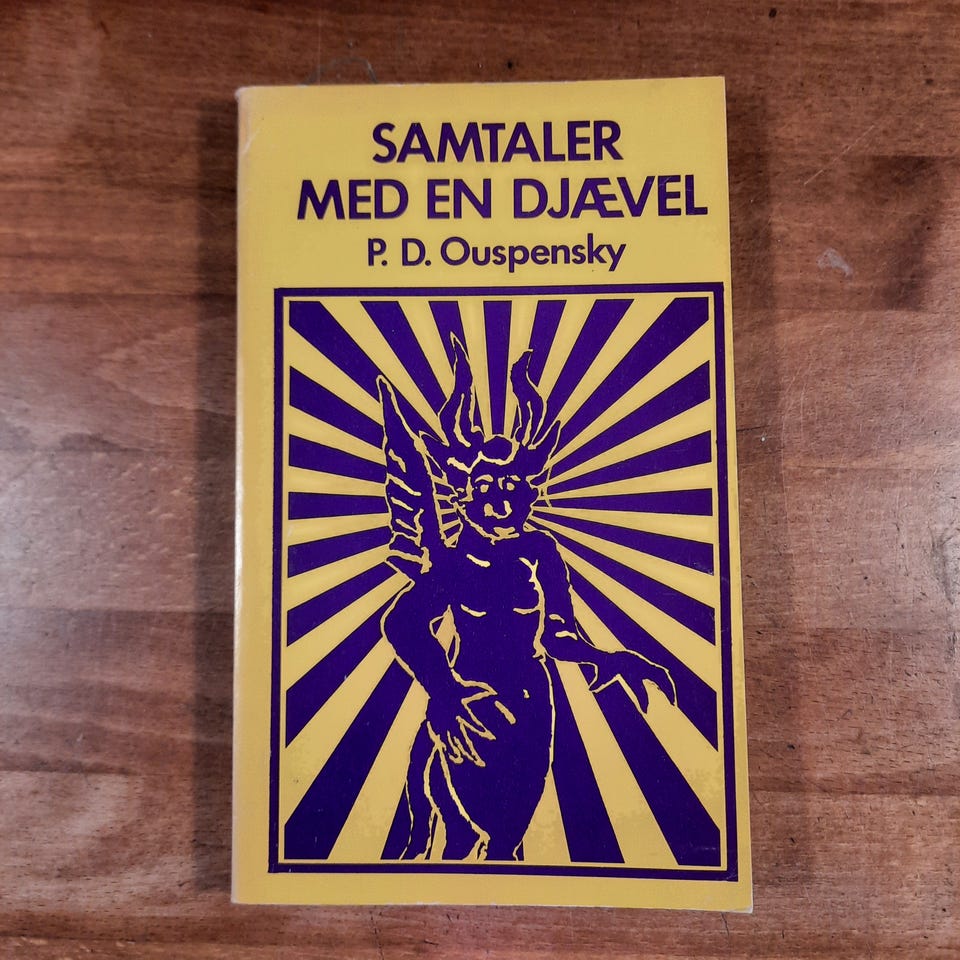 SAMTALER
MED EN DJÆVEL
P. D. Ouspensky